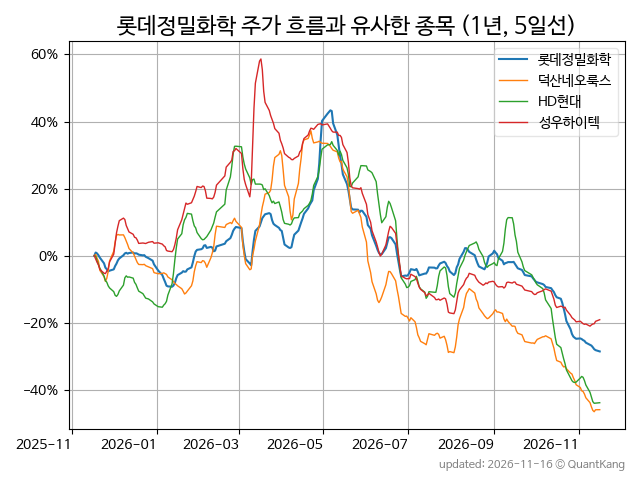 롯데정밀화학 주가 흐름과 유사한 종목 (1년, 5일선)
60%
40%
20%
0%
−20%
−40%
롯데정밀화학
덕산네오룩스
HD현대
성우하이텍
2025-11
2026-01
2026-03
2026-05
2026-07
2026-09
2026-11
updated: 2026-11-16 © QuantKang